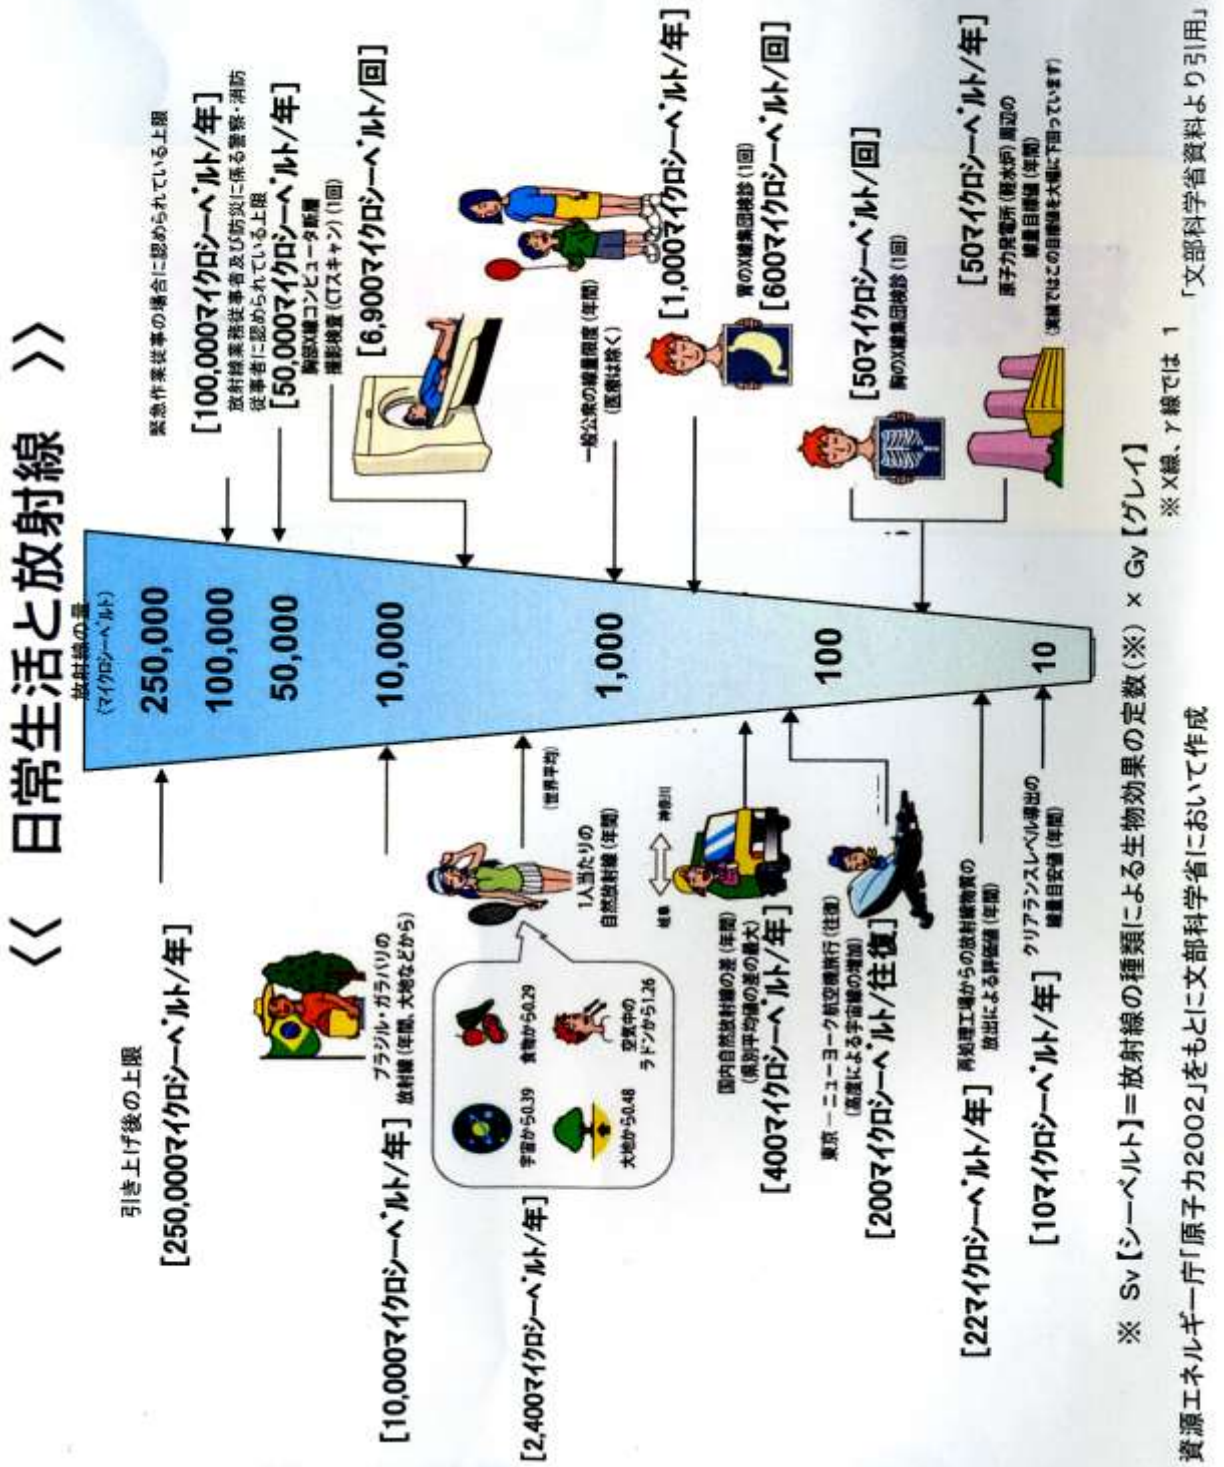 《 日常生活と放射線 》
放射線の量
(マイクロシーベルト)
250,000
100,000
50,000
10,000
1,000
100
10
引き上げ後の上限
[250,000マイクロシーベルト/年]
ブラジル・ガラパリの
放射線(年間、大地などから)
[10,000マイクロシーベルト/年]
宇宙から0.39
食物から0.29
大地から0.48
空気中の
ラドンから1.26
1人当たりの
自然放射線(年間)
(世界平均)
[2,400マイクロシーベルト/年]
岐阜
神奈川
国内自然放射線の差(年間)
(県別平均値の差の最大)
[400マイクロシーベルト/年]
東京―ニューヨーク航空機旅行(往復)
(高度による宇宙線の増加)
[200マイクロシーベルト/往復]
再処理工場からの放射線物質の
放出による評価値(年間)
[22マイクロシーベルト/年]
クリアランスレベル導出の
線量目安値(年間)
[10マイクロシーベルト/年]
緊急作業従事の場合に認められている上限
[100,000マイクロシーベルト/年]
放射線業務従事者及び防災に係る警察・消防
従事者に認められている上限
[50,000マイクロシーベルト/年]
胸部X線コンピュータ断層
撮影検査(CTスキャン)(1回)
[6,900マイクロシーベルト/回]
一般公衆の線量限度(年間)
(医療は除く)
[1,000マイクロシーベルト/年]
胃のX線集団検診(1回)
[600マイクロシーベルト/回]
[50マイクロシーベルト/回]
胸のX線集団検診(1回)
[50マイクロシーベルト/年]
原子力発電所(軽水炉)周辺の
線量目標値(年間)
(実績ではこの目標値を大幅に下回っています)
※ Sv【シーベルト】=放射線の種類による生物効果の定数(※) × Gy【グレイ】
※ X線、γ線では 1
資源エネルギー庁「原子力2002」をもとに文部科学省において作成
「文部科学省資料より引用」